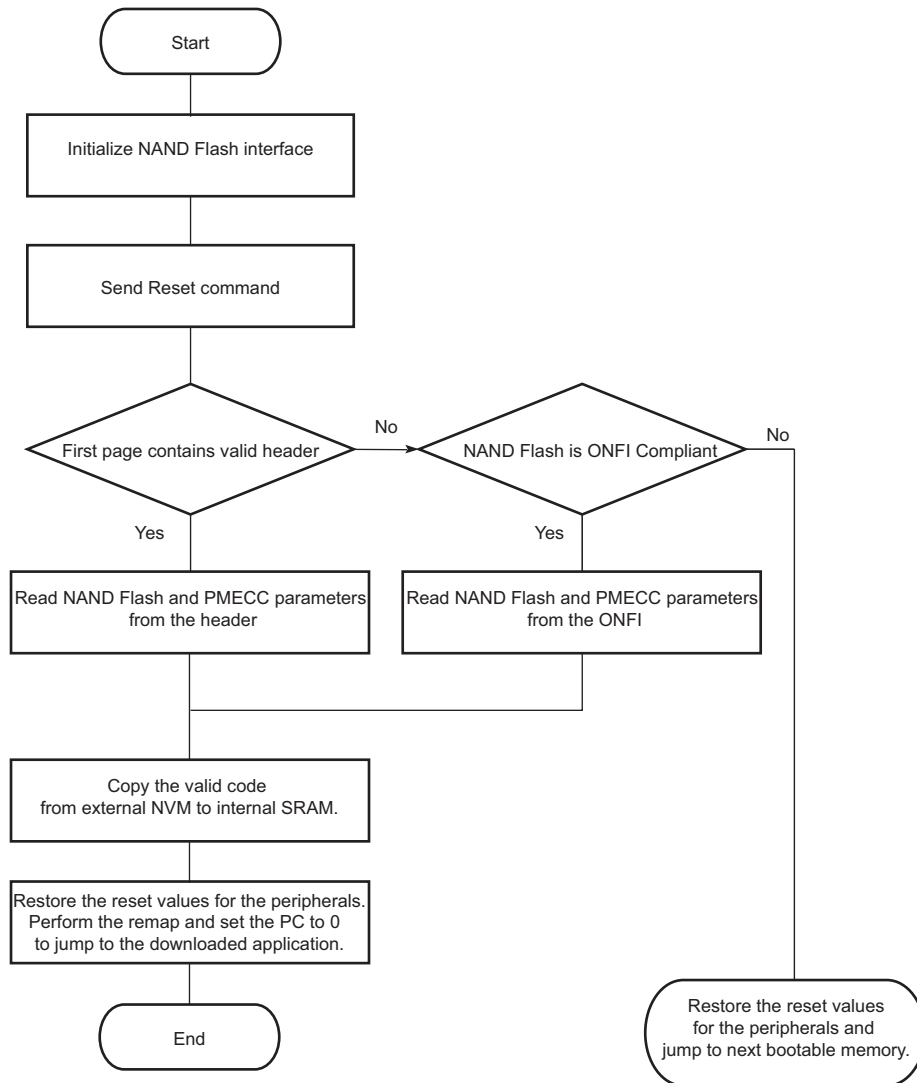 Start
Initialize NAND Flash interface
Send Reset command
First page contains valid header
No
NAND Flash is ONFI Compliant
No
Yes
Yes
Read NAND Flash and PMECC parameters
from the header
Read NAND Flash and PMECC parameters
from the ONFI
Copy the valid code
from external NVM to internal SRAM.
Restore the reset values for the peripherals.
Perform the remap and set the PC to 0
to jump to the downloaded application.
End
Restore the reset values
for the peripherals and
jump to next bootable memory.